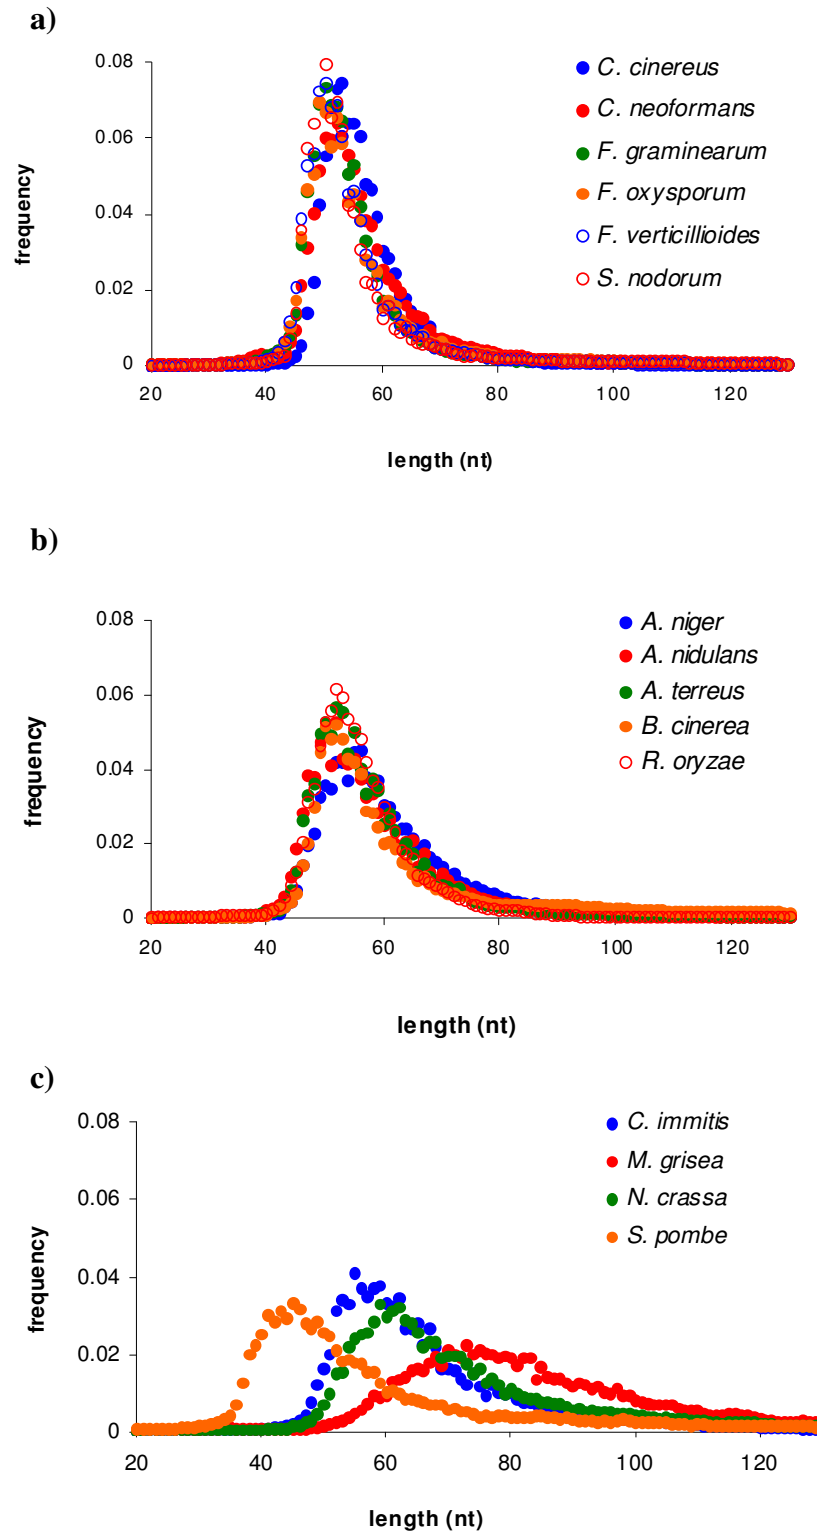 a)
0.08
0.06
0.04
0.02
0
frequency
20 40 60 80 100 120
length (nt)
C. cinereus
C. neoformans
F. graminearum
F. oxysporum
F. verticillioides
S. nodorum
b)
0.08
0.06
0.04
0.02
0
frequency
20 40 60 80 100 120
length (nt)
A. niger
A. nidulans
A. terreus
B. cinerea
R. oryzae
c)
0.08
0.06
0.04
0.02
0
frequency
20 40 60 80 100 120
length (nt)
C. immitis
M. grisea
N. crassa
S. pombe